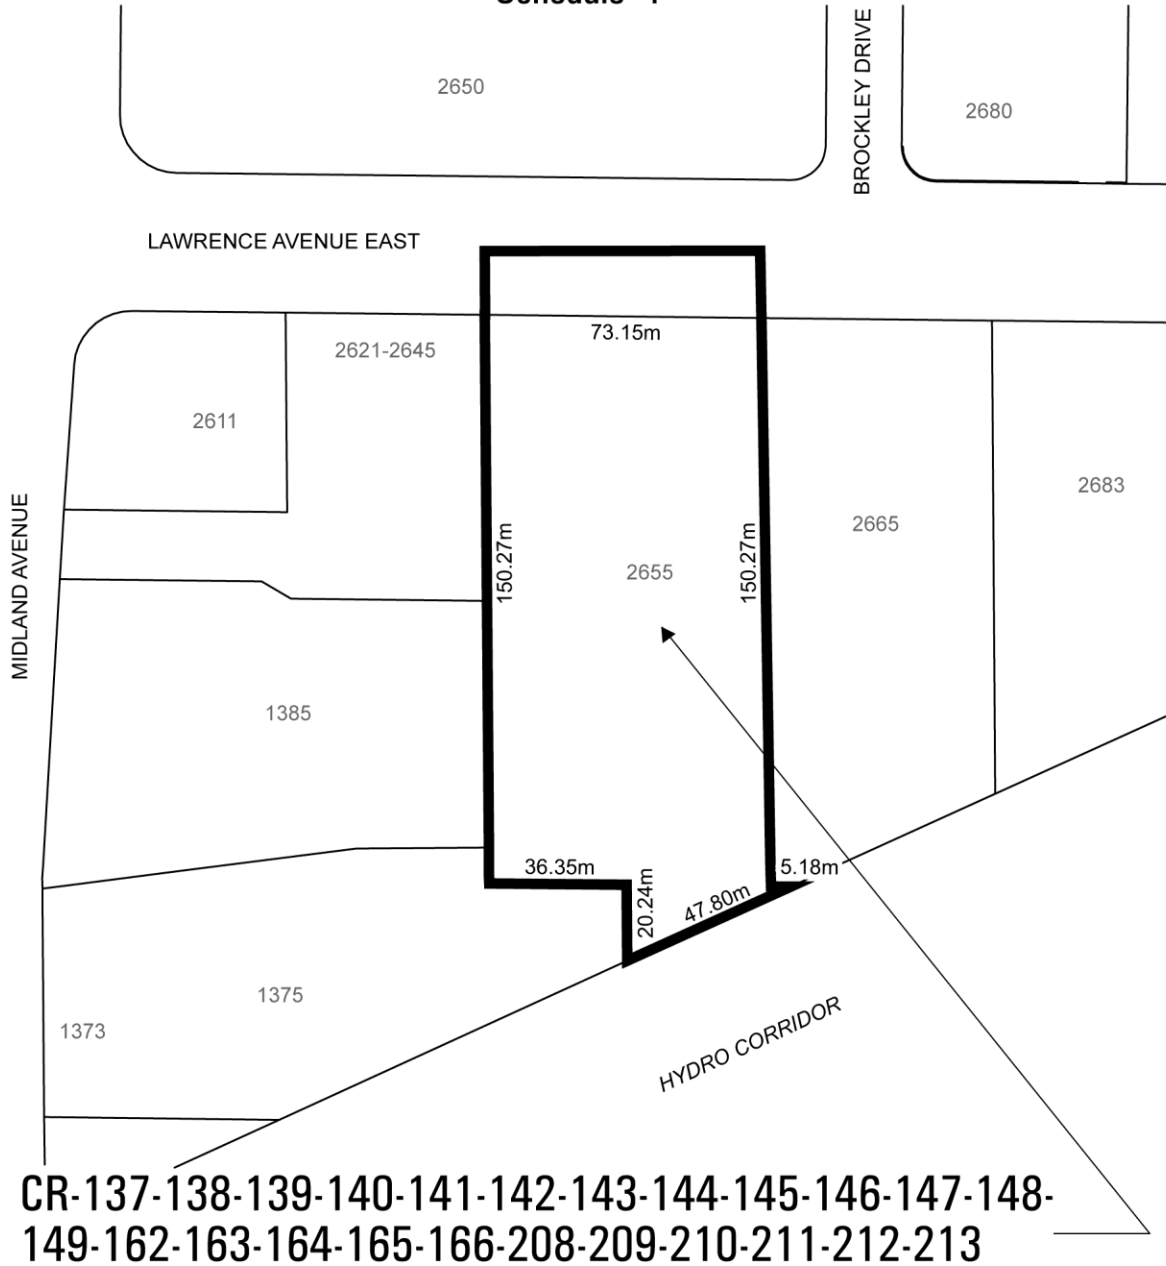 BROCKLEY DRIVE
2650
2680
LAWRENCE AVENUE EAST
73.15m
2621-2645
2611
2683
MIDLAND AVENUE
150.27m
2655
150.27m
2665
1385
36.35m
20.24m
47.80m
5.18m
1375
1373
HYDRO CORRIDOR
CR-137-138-139-140-141-142-143-144-145-146-147-148-
149-162-163-164-165-166-208-209-210-211-212-213